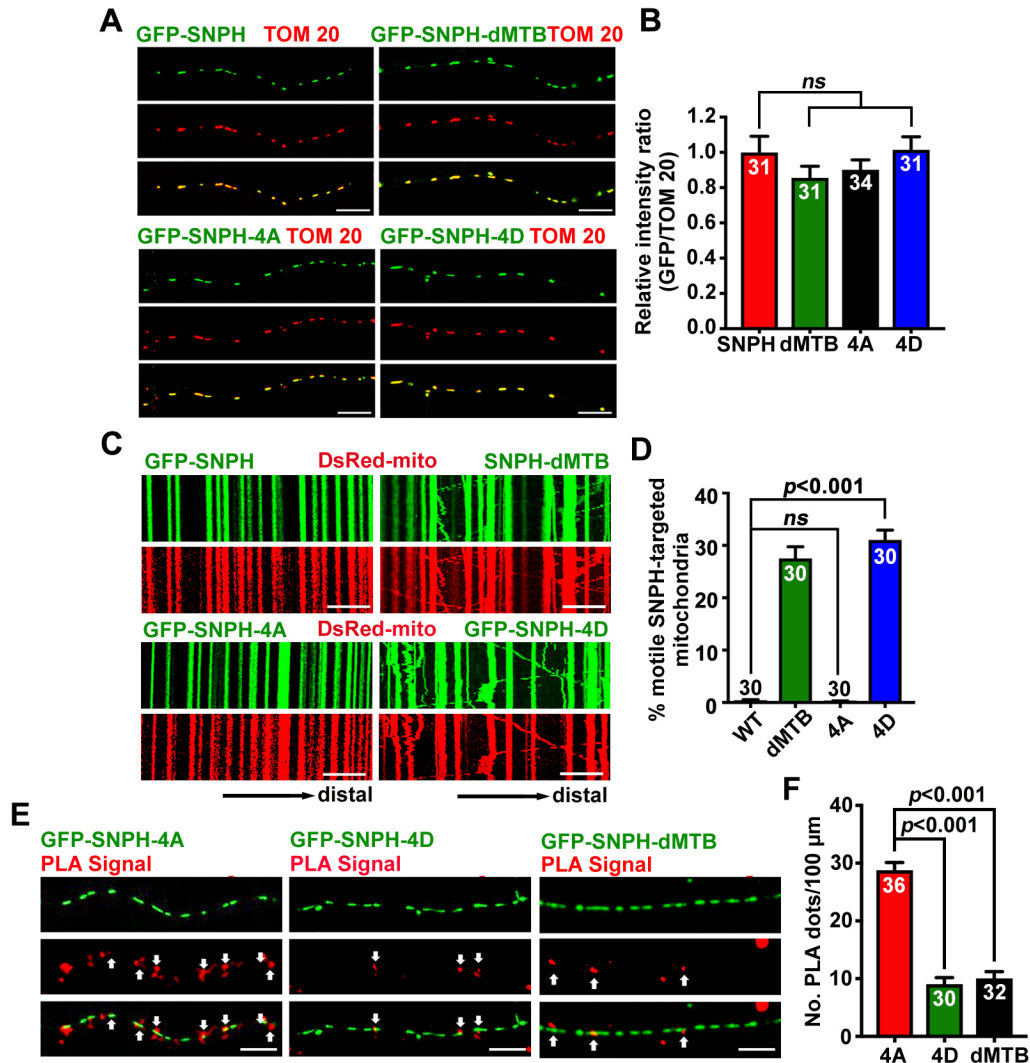 A
GFP-SNPH TOM 20
GFP-SNPH-dMTB TOM 20
GFP-SNPH-4A TOM 20
GFP-SNPH-4D TOM 20
B
Relative intensity ratio
(GFP/TOM 20)
1.2
1.0
0.8
0.6
0.4
0.2
0.0
ns
31
31
34
31
SNPH dMTB 4A 4D
C
GFP-SNPH DsRed-mito SNPH-dMTB
GFP-SNPH-4A DsRed-mito GFP-SNPH-4D
distal
distal
D
% motile SNPH-targeted
mitochondria
40
30
20
10
0
p<0.001
ns
30
30
30
30
WT dMTB 4A 4D
E
GFP-SNPH-4A
PLA Signal
GFP-SNPH-4D
PLA Signal
GFP-SNPH-dMTB
PLA Signal
F
No. PLA dots/100 µm
40
30
20
10
0
p<0.001
p<0.001
36
30
32
4A 4D dMTB